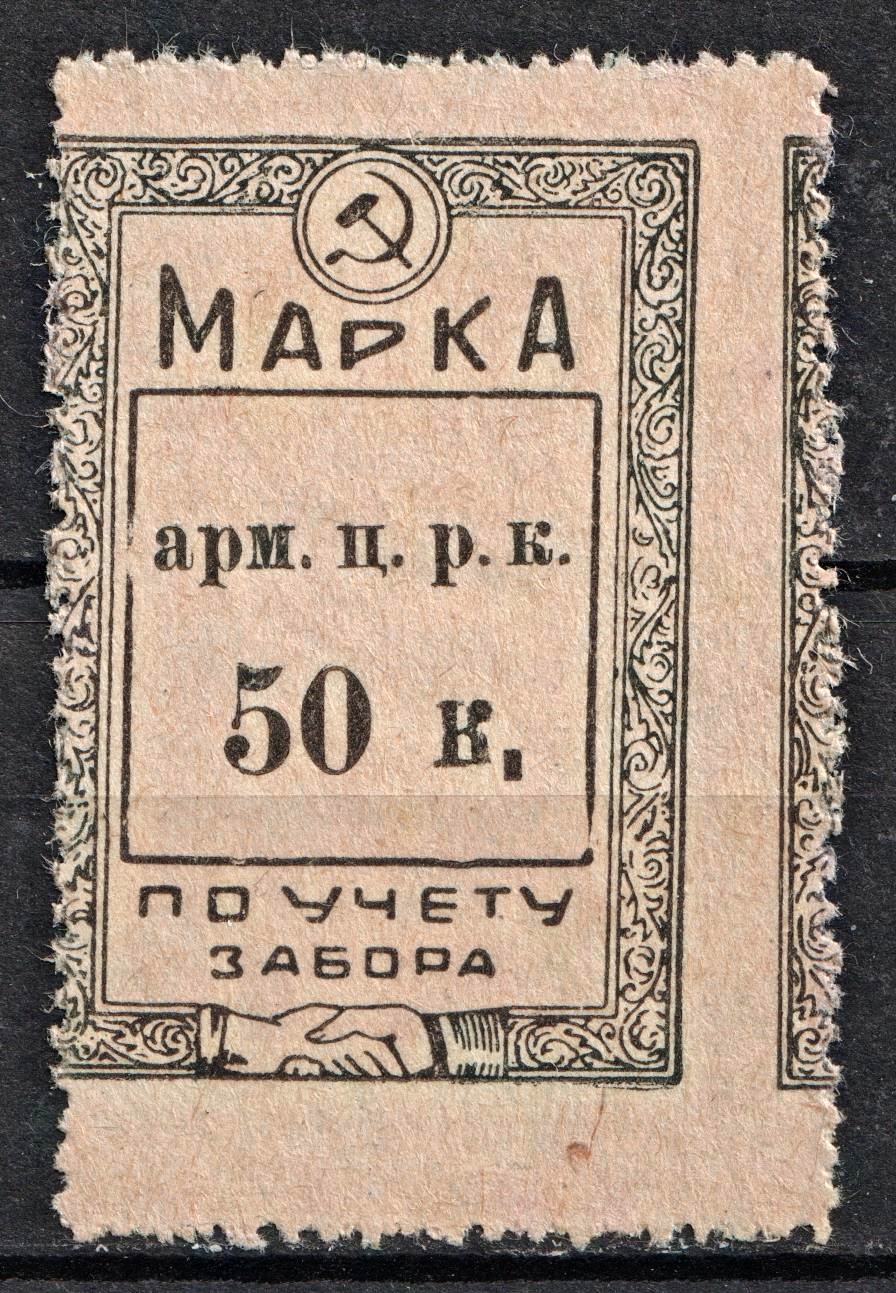 МАРКА
арм. ц. р. к.
50 к.
ПО УЧЕТУ
ЗАБОРА